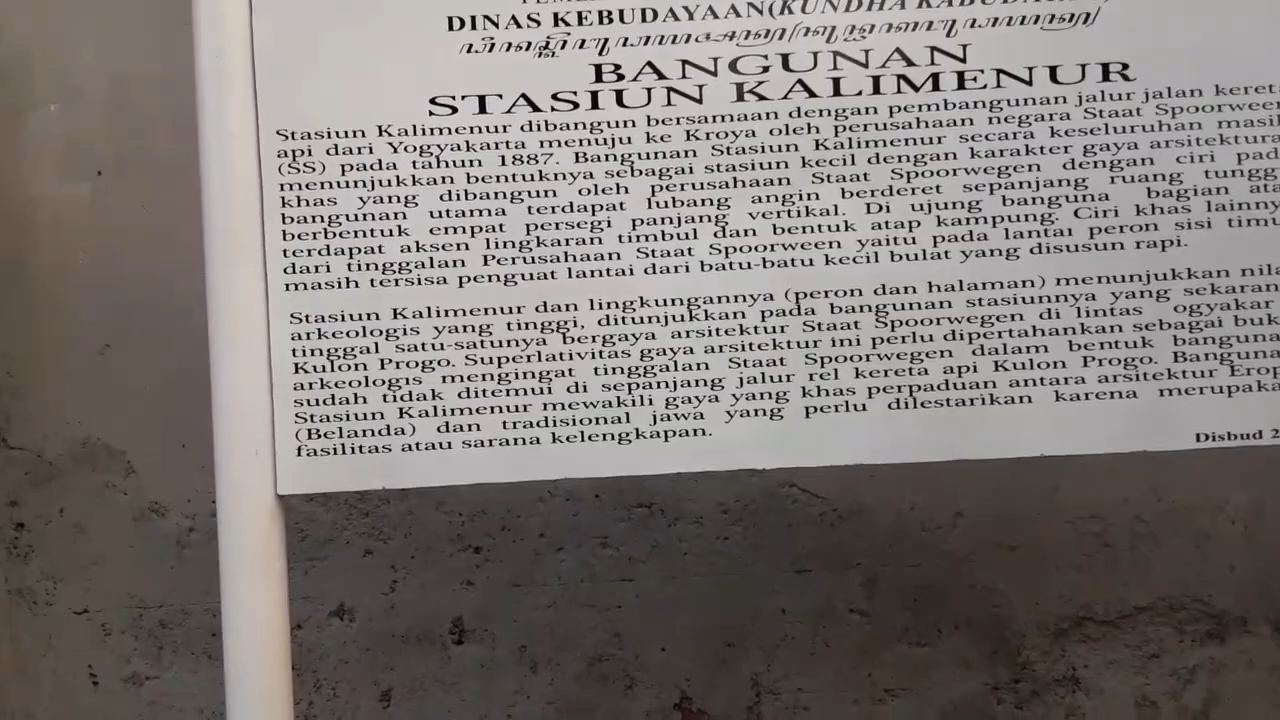 DINAS KEBUDAYAAN(KUNDHA KABUDAYAN)
BANGUNAN
STASIUN KALIMENUR
Stasiun Kalimenur dibangun bersamaan dengan pembangunan jalur jalan kereta
api dari Yogyakarta menuju ke Kroya oleh perusahaan negara Staat Spoorween
(SS) pada tahun 1887. Bangunan Stasiun Kalimenur secara keseluruhan masi
menunjukkan bentuknya sebagai stasiun kecil dengan karakter gaya arsitektura
khas yang dibangun oleh perusahaan Staat Spoorwegen dengan ciri pad
bangunan utama terdapat lubang angin berderet sepanjang ruang tungg
berbentuk empat persegi panjang vertikal. Di ujung banguna bagian ata
terdapat aksen lingkaran timbul dan bentuk atap kampung. Ciri khas lainny
dari tinggalan Perusahaan Staat Spoorween yaitu pada lantai peron sisi timu
masih tersisa penguat lantai dari batu-batu kecil bulat yang disusun rapi.
Stasiun Kalimenur dan lingkungannya (peron dan halaman) menunjukkan nila
arkeologis yang tinggi, ditunjukkan pada bangunan stasiunnya yang sekaran
tinggal satu-satunya bergaya arsitektur Staat Spoorwegen di lintas ogyakar
Kulon Progo. Superlativitas gaya arsitektur ini perlu dipertahankan sebagai buk
arkeologis mengingat tinggalan Staat Spoorwegen dalam bentuk banguna
sudah tidak ditemui di sepanjang jalur rel kereta api Kulon Progo. Banguna
Stasiun Kalimenur mewakili gaya yang khas perpaduan antara arsitektur Erop
(Belanda) dan tradisional jawa yang perlu dilestarikan karena merupaka
fasilitas atau sarana kelengkapan.
Disbud 2